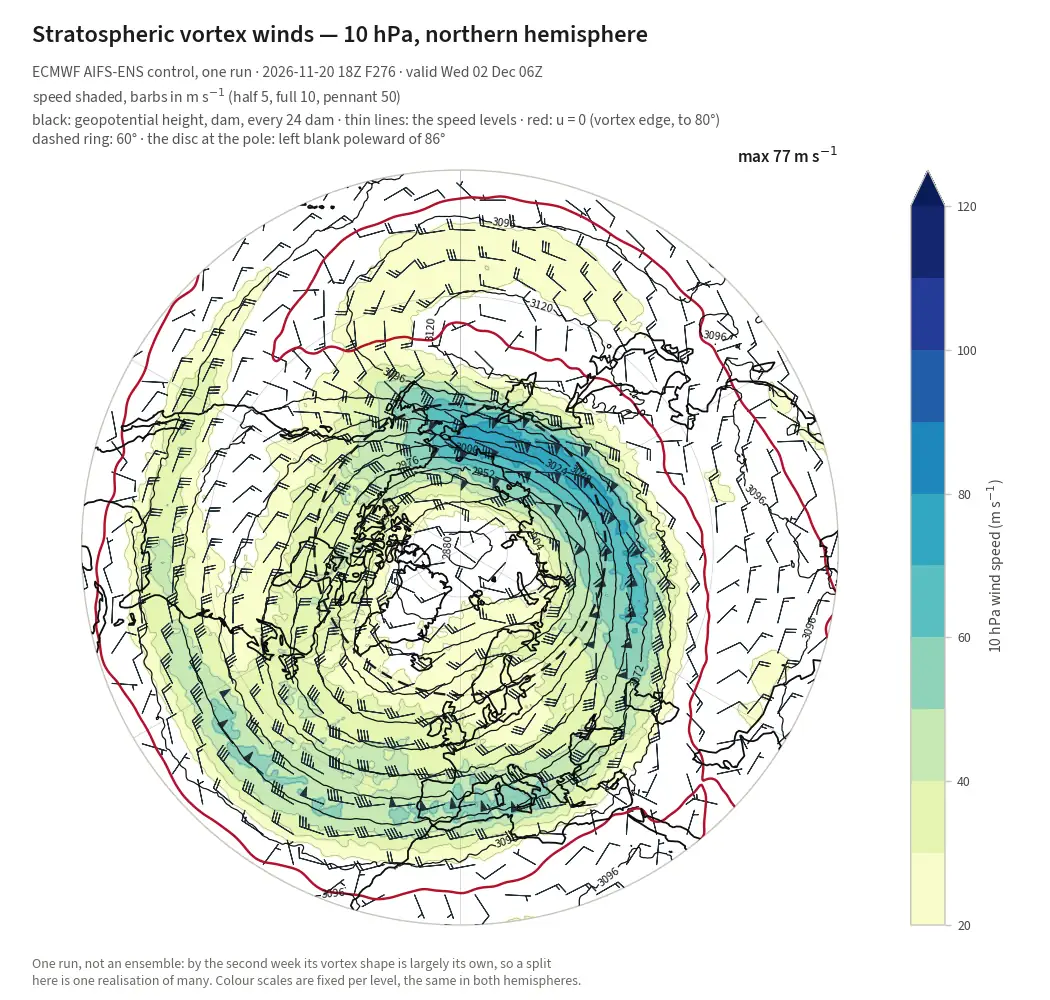 Stratospheric vortex winds — 10 hPa, northern hemisphere
ECMWF AIFS-ENS control, one run · 2026-11-20 18Z F276 · valid Wed 02 Dec 06Z
speed shaded, barbs in m s⁻¹ (half 5, full 10, pennant 50)
black: geopotential height, dam, every 24 dam · thin lines: the speed levels · red: u = 0 (vortex edge, to 80°)
dashed ring: 60° · the disc at the pole: left blank poleward of 86°
max 77 m s⁻¹
120
100
80
60
40
20
10 hPa wind speed (m s⁻¹)
3096
3120
3120
3096
3096
2976
2952
3024
2880
3096
3096
3096
3096
3096
One run, not an ensemble: by the second week its vortex shape is largely its own, so a split
here is one realisation of many. Colour scales are fixed per level, the same in both hemispheres.